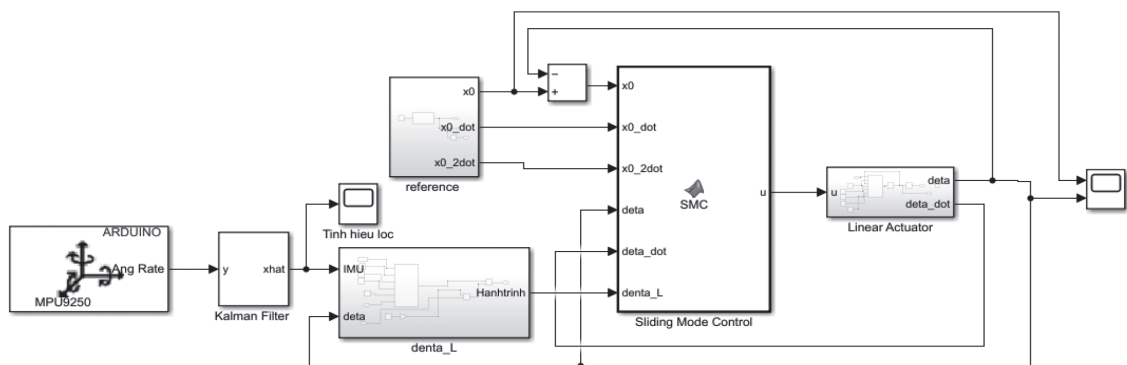 x0
x0_dot
x0_2dot
reference
−
+
x0
x0_dot
x0_2dot
deta
deta_dot
denta_L
SMC
u
Sliding Mode Control
u
deta
deta_dot
Linear Actuator
Tinh hieu loc
ARDUINO
Ang Rate
MPU9250
y
xhat
Kalman Filter
IMU
deta
Hanhtrinh
denta_L